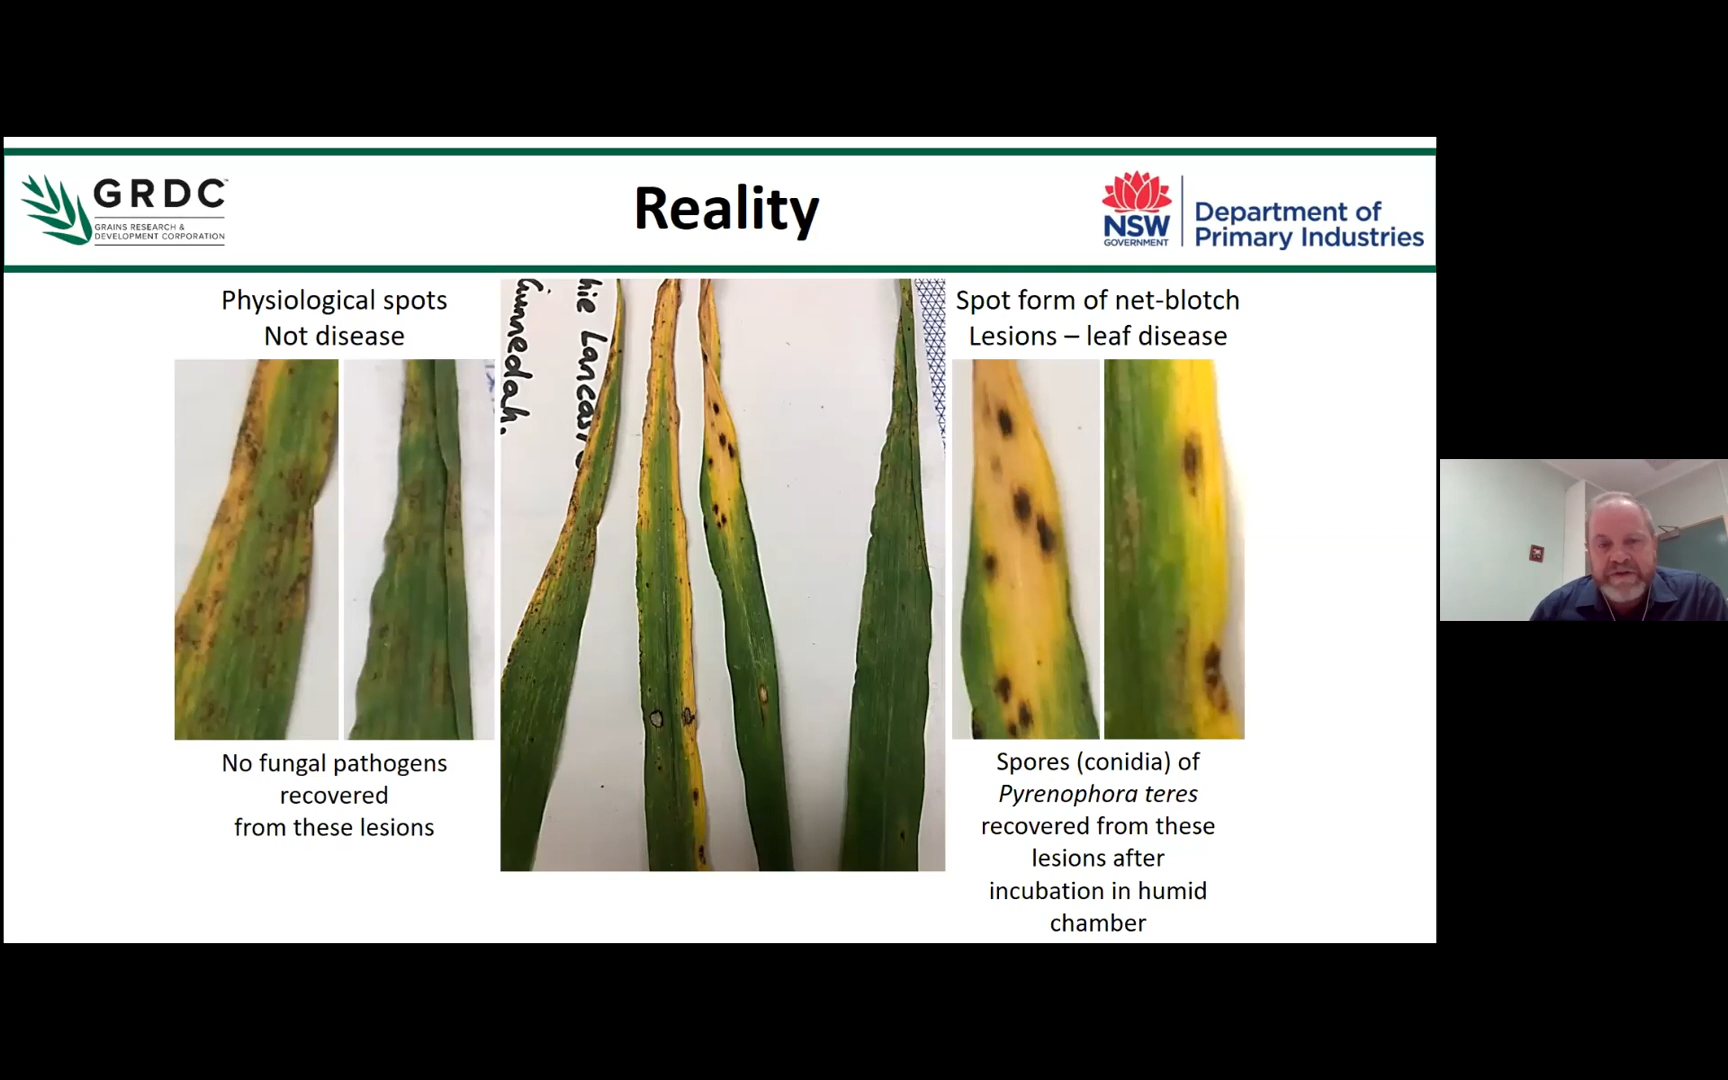 GRDC™
GRAINS RESEARCH &
DEVELOPMENT CORPORATION
Reality
NSW
GOVERNMENT
Department of
Primary Industries
Physiological spots
Not disease
No fungal pathogens
recovered
from these lesions
Gunnedah.
Spot form of net-blotch
Lesions – leaf disease
Spores (conidia) of
Pyrenophora teres
recovered from these
lesions after
incubation in humid
chamber